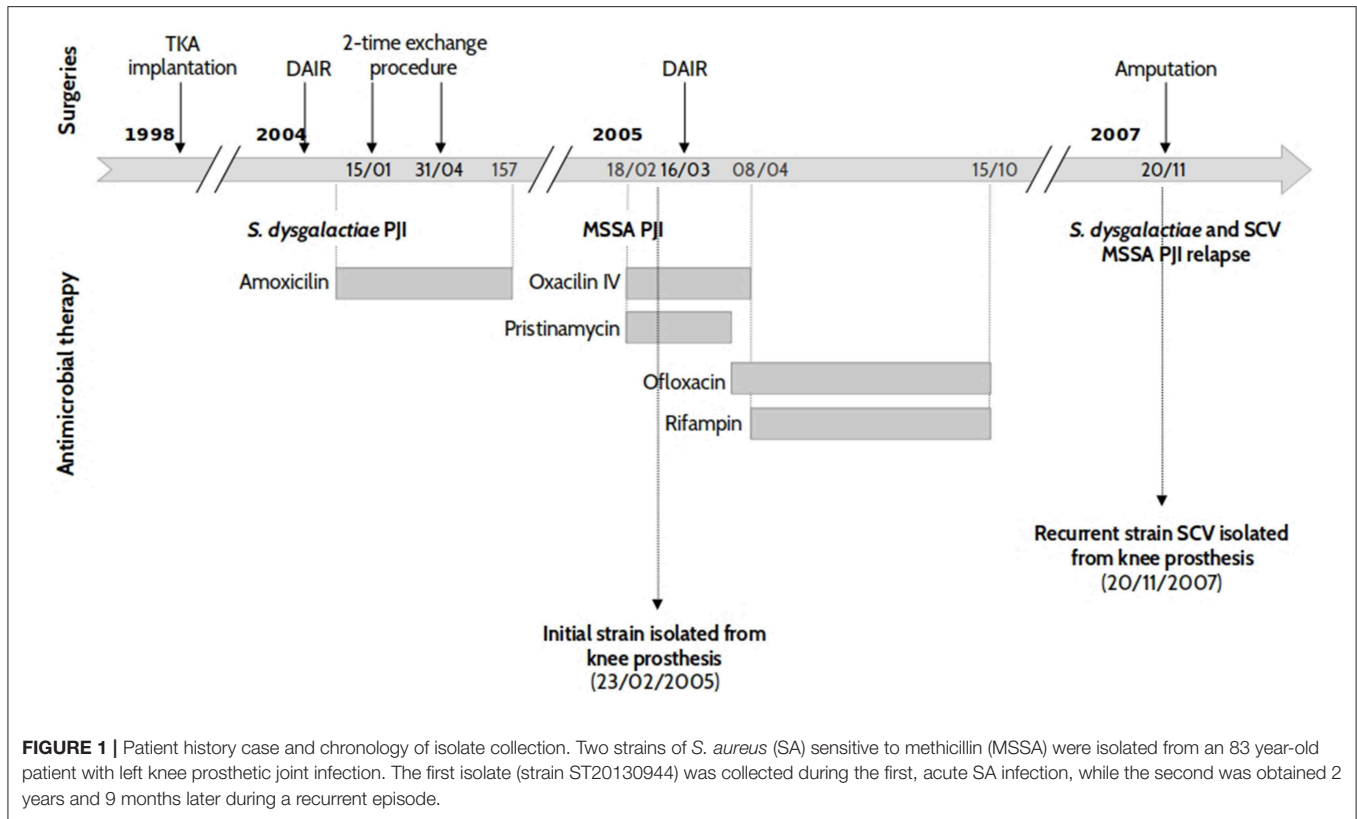 Surgeries
TKA
implantation
DAIR
2-time exchange
procedure
DAIR
Amputation
1998
2004
2005
2007
15/01
31/04
157
18/02
16/03
08/04
15/10
20/11
Antimicrobial therapy
S. dysgalactiae PJI
MSSA PJI
S. dysgalactiae and SCV
MSSA PJI relapse
Amoxicilin
Oxacilin IV
Pristinamycin
Ofloxacin
Rifampin
Recurrent strain SCV isolated
from knee prosthesis
(20/11/2007)
Initial strain isolated from
knee prosthesis
(23/02/2005)
FIGURE 1 | Patient history case and chronology of isolate collection. Two strains of S. aureus (SA) sensitive to methicillin (MSSA) were isolated from an 83 year-old
patient with left knee prosthetic joint infection. The first isolate (strain ST20130944) was collected during the first, acute SA infection, while the second was obtained 2
years and 9 months later during a recurrent episode.